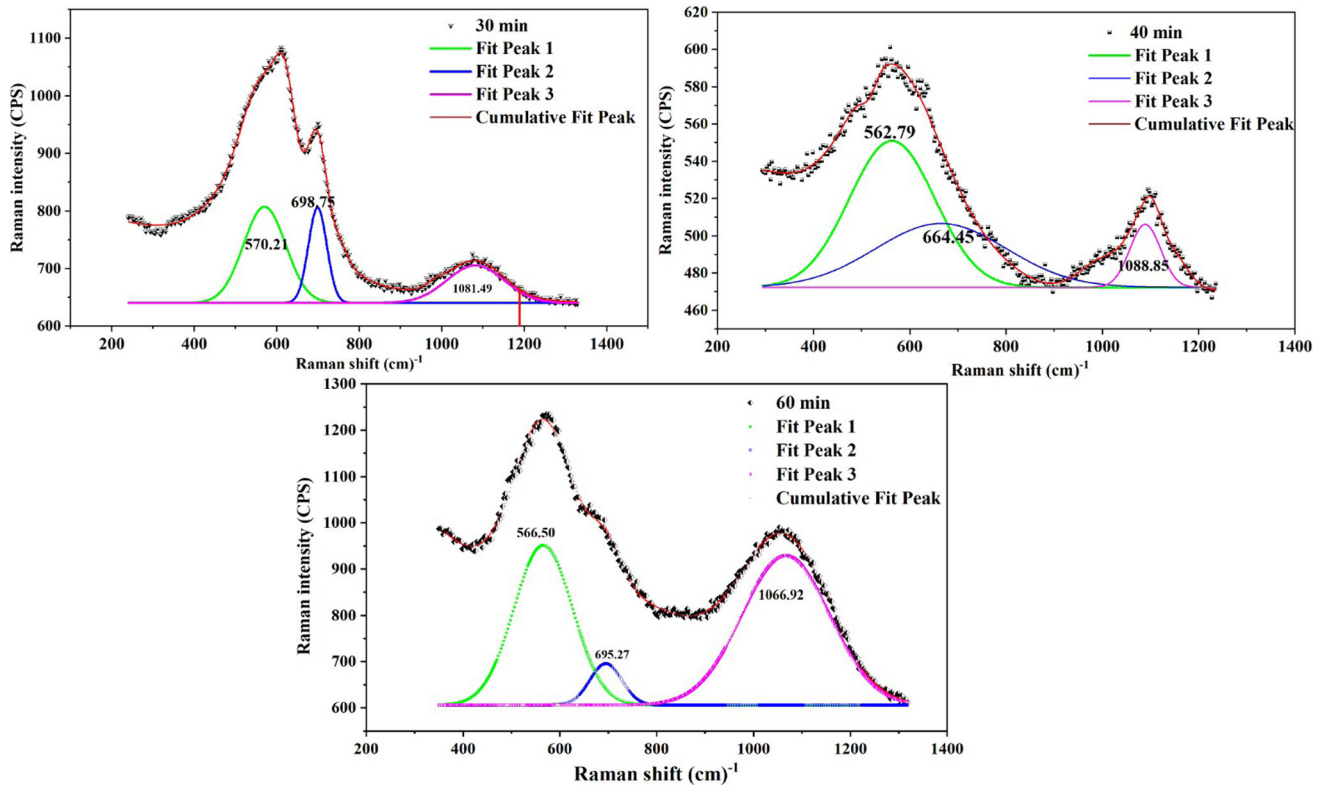 30 min
Fit Peak 1
Fit Peak 2
Fit Peak 3
Cumulative Fit Peak
1100
1000
900
800
700
600
Raman intensity (CPS)
698.75
570.21
1081.49
200 400 600 800 1000 1200 1400
Raman shift (cm)-1
40 min
Fit Peak 1
Fit Peak 2
Fit Peak 3
Cumulative Fit Peak
620
600
580
560
540
520
500
480
460
Raman intensity (CPS)
562.79
664.45
1088.85
200 400 600 800 1000 1200 1400
Raman shift (cm)-1
60 min
Fit Peak 1
Fit Peak 2
Fit Peak 3
Cumulative Fit Peak
1300
1200
1100
1000
900
800
700
600
Raman intensity (CPS)
566.50
695.27
1066.92
200 400 600 800 1000 1200 1400
Raman shift (cm)-1